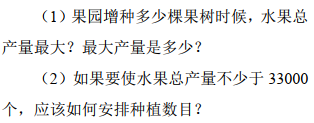 （1）果园增种多少棵果树时候，水果总
产量最大？最大产量是多少？
（2）如果要使水果总产量不少于 33000
个，应该如何安排种植数目？